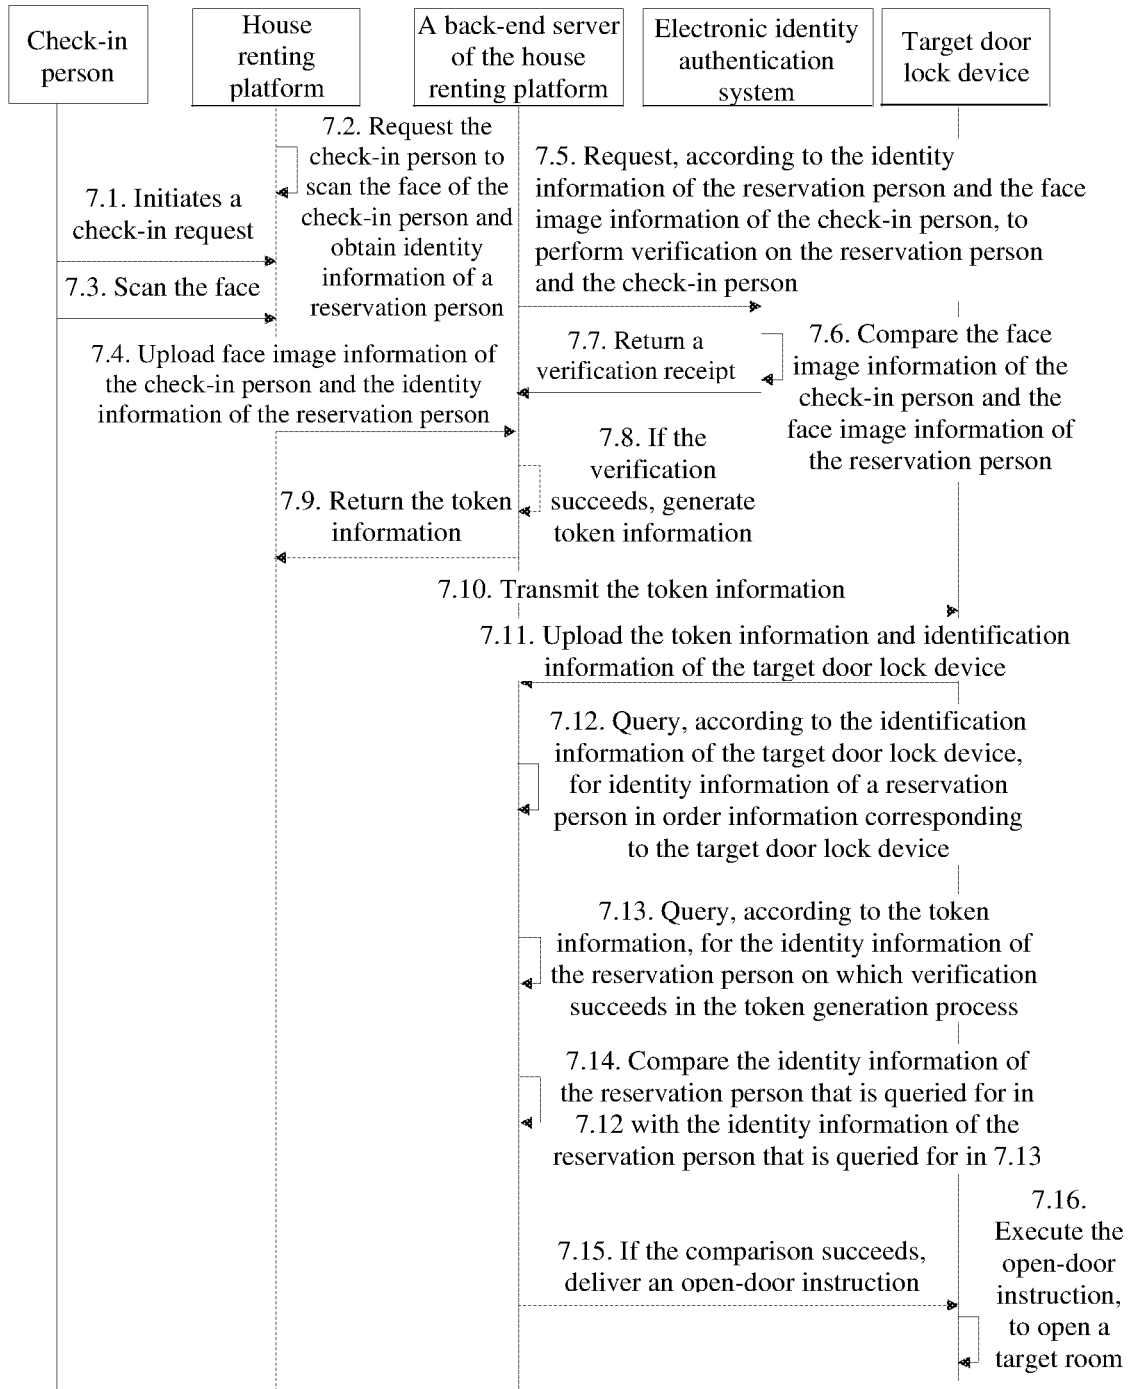 Check-in
person
House
renting
platform
A back-end server
of the house
renting platform
Electronic identity
authentication
system
Target door
lock device
7.1. Initiates a
check-in request
7.2. Request the
check-in person to
scan the face of the
check-in person and
obtain identity
information of a
reservation person
7.3. Scan the face
7.4. Upload face image information of
the check-in person and the identity
information of the reservation person
7.5. Request, according to the identity
information of the reservation person and the face
image information of the check-in person, to
perform verification on the reservation person
and the check-in person
7.6. Compare the face
image information of the
check-in person and the
face image information of
the reservation person
7.7. Return a
verification receipt
7.8. If the
verification
succeeds, generate
token information
7.9. Return the token
information
7.10. Transmit the token information
7.11. Upload the token information and identification
information of the target door lock device
7.12. Query, according to the identification
information of the target door lock device,
for identity information of a reservation
person in order information corresponding
to the target door lock device
7.13. Query, according to the token
information, for the identity information of
the reservation person on which verification
succeeds in the token generation process
7.14. Compare the identity information of
the reservation person that is queried for in
7.12 with the identity information of the
reservation person that is queried for in 7.13
7.15. If the comparison succeeds,
deliver an open-door instruction
7.16.
Execute the
open-door
instruction,
to open a
target room